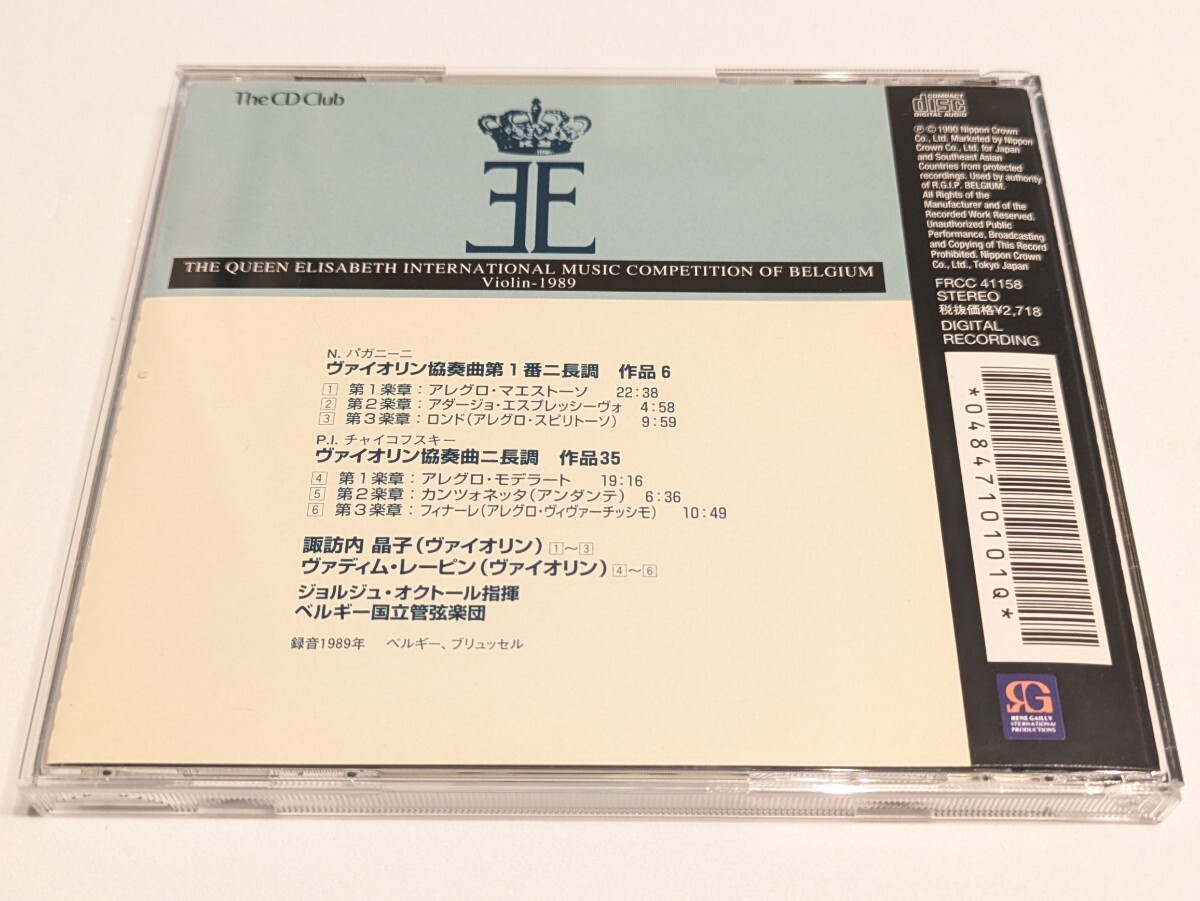 The CD Club
EE
THE QUEEN ELISABETH INTERNATIONAL MUSIC COMPETITION OF BELGIUM
Violin-1989
N. パガニーニ
ヴァイオリン協奏曲第1番ニ長調 作品6
1 第1楽章:アレグロ・マエストーソ 22:38
2 第2楽章:アダージョ・エスプレッシーヴォ 4:58
3 第3楽章:ロンド(アレグロ・スピリトーソ) 9:59
P.I. チャイコフスキー
ヴァイオリン協奏曲ニ長調 作品35
4 第1楽章:アレグロ・モデラート 19:16
5 第2楽章:カンツォネッタ(アンダンテ) 6:36
6 第3楽章:フィナーレ(アレグロ・ヴィヴァーチッシモ) 10:49
諏訪内 晶子(ヴァイオリン) 1~3
ヴァディム・レーピン(ヴァイオリン) 4~6
ジョルジュ・オクトール指揮
ベルギー国立管弦楽団
録音1989年 ベルギー、ブリュッセル
COMPACT
disc
DIGITAL AUDIO
Ⓟ © 1990 Nippon Crown
Co., Ltd. Marketed by Nippon
Crown Co., Ltd. for Japan
and Southeast Asian
Countries from protected
recordings. Used by authority
of R.G.I.P. BELGIUM.
All Rights of the
Manufacturer and of the
Recorded Work Reserved.
Unauthorized Public
Performance, Broadcasting
and Copying of This Record
Prohibited. Nippon Crown
Co., Ltd., Tokyo Japan
FRCC 41158
STEREO
税抜価格¥2,718
DIGITAL
RECORDING
*0484710101Q*
RG
RENE GAILLY
INTERNATIONAL
PRODUCTIONS